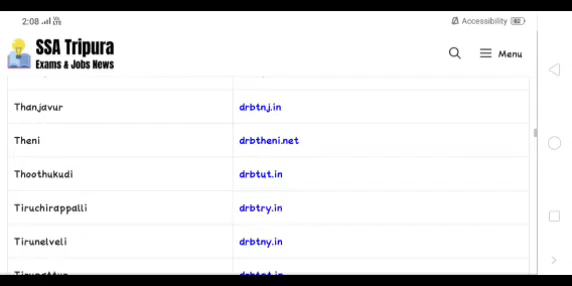 2:08
Accessibility 62
SSA Tripura
Exams & Jobs News
Menu
Thanjavur drbtnj.in
Theni drbtheni.net
Thoothukudi drbtut.in
Tiruchirappalli drbtry.in
Tirunelveli drbtny.in